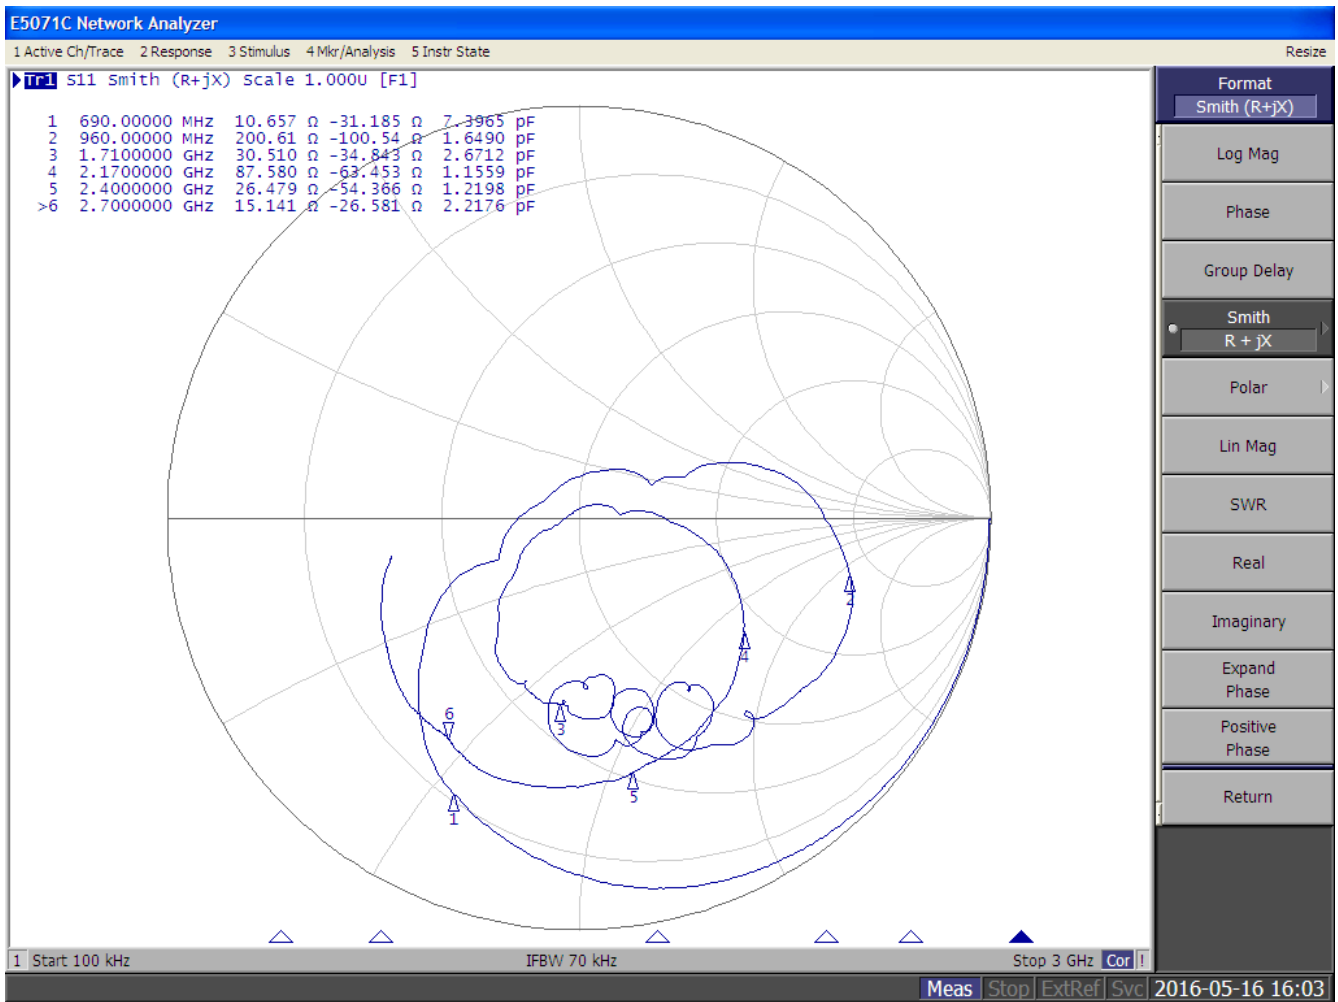 E5071C Network Analyzer
1 Active Ch/Trace 2 Response 3 Stimulus 4 Mkr/Analysis 5 Instr State Resize
Tr1 S11 Smith (R+jX) Scale 1.000U [F1]
1 690.00000 MHz 10.657 Ω -31.185 Ω 7.3965 pF
2 960.00000 MHz 200.61 Ω -100.54 Ω 1.6490 pF
3 1.7100000 GHz 30.510 Ω -34.843 Ω 2.6712 pF
4 2.1700000 GHz 87.580 Ω -63.453 Ω 1.1559 pF
5 2.4000000 GHz 26.479 Ω -54.366 Ω 1.2198 pF
>6 2.7000000 GHz 15.141 Ω -26.581 Ω 2.2176 pF
2
4
6
3
5
1
Format
Smith (R+jX)
Log Mag
Phase
Group Delay
Smith
R + jX
Polar
Lin Mag
SWR
Real
Imaginary
Expand
Phase
Positive
Phase
Return
1 Start 100 kHz IFBW 70 kHz Stop 3 GHz Cor !
Meas Stop ExtRef Svc 2016-05-16 16:03